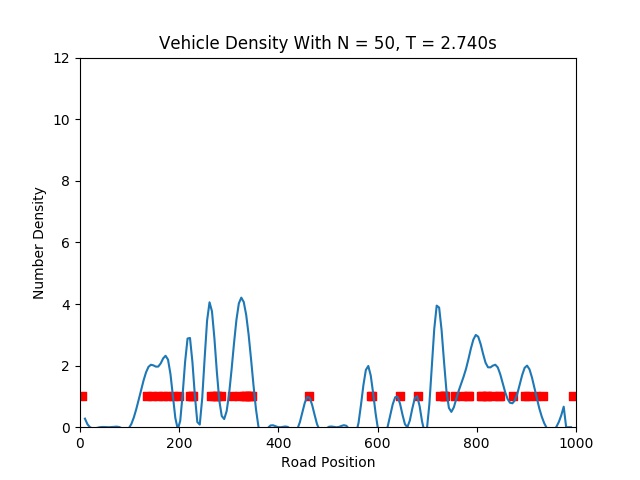 Vehicle Density With N = 50, T = 2.740s
12
10
8
6
4
2
0
Number Density
0 200 400 600 800 1000
Road Position